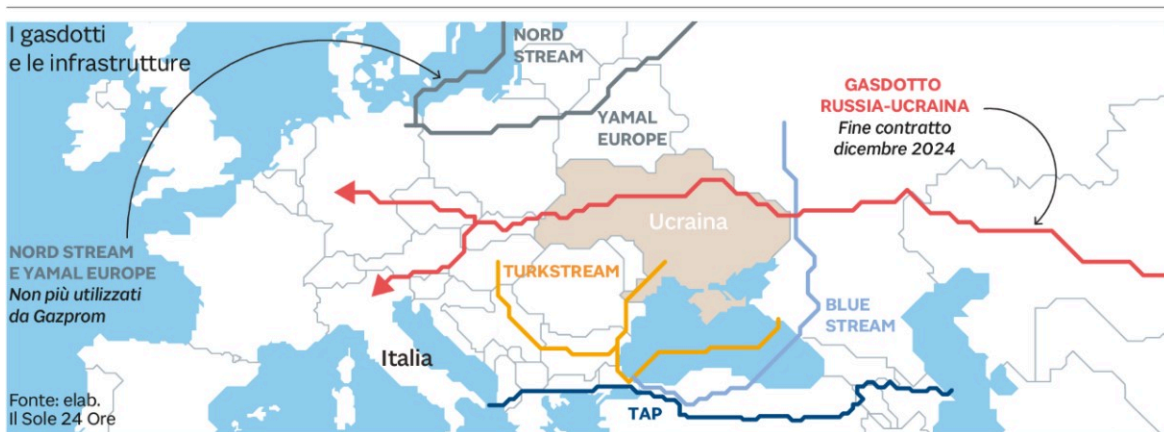 I gasdotti
e le infrastrutture
NORD
STREAM
YAMAL
EUROPE
GASDOTTO
RUSSIA-UCRAINA
Fine contratto
dicembre 2024
Ucraina
NORD STREAM
E YAMAL EUROPE
Non più utilizzati
da Gazprom
TURKSTREAM
BLUE
STREAM
Italia
TAP
Fonte: elab.
Il Sole 24 Ore